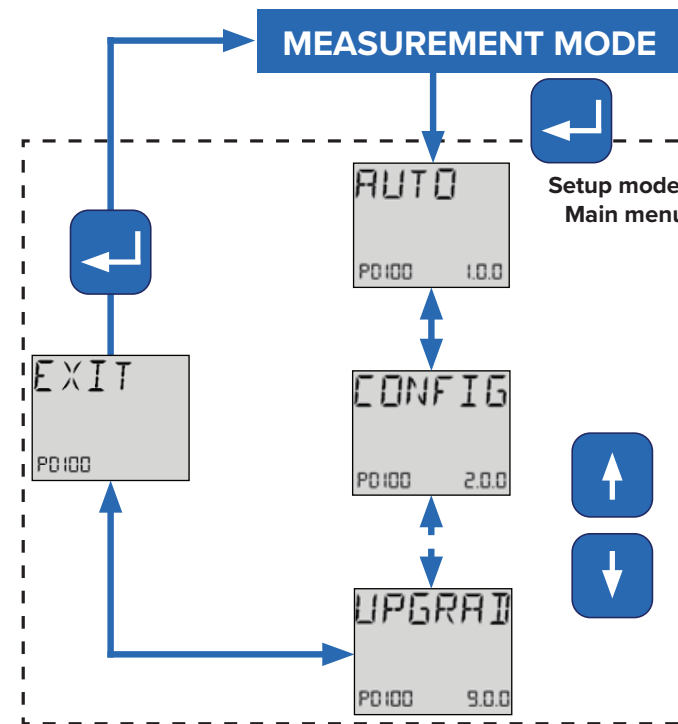 MEASUREMENT MODE
Setup mode
Main menu
AUTO
P0100 1.0.0
CONFIG
P0100 2.0.0
UPGRAD
P0100 9.0.0
EXIT
P0100